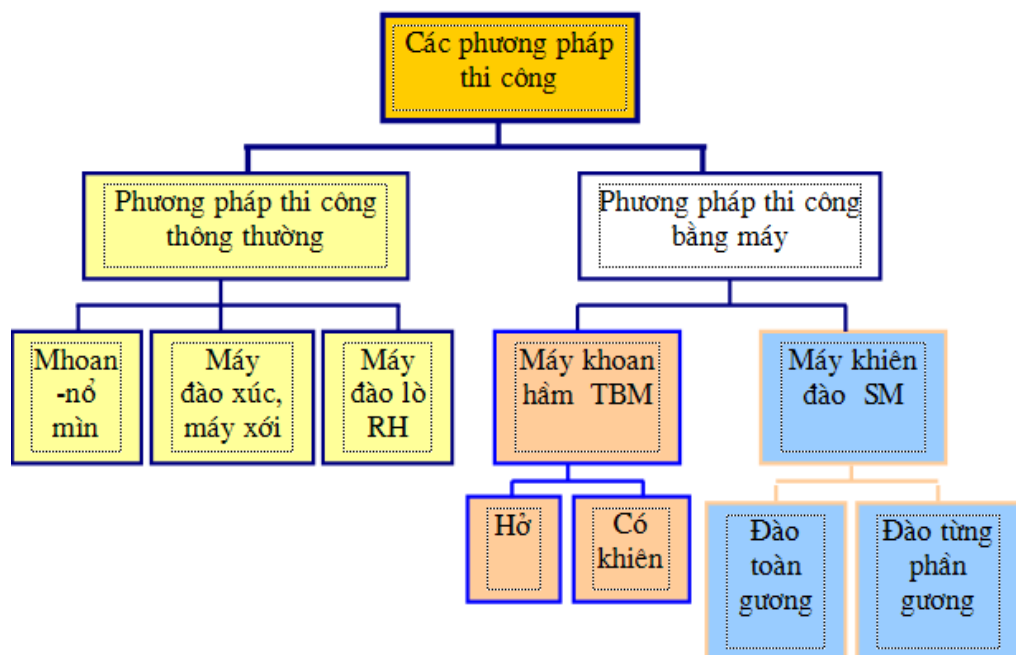 Các phương pháp
thi công
Phương pháp thi công
thông thường
Phương pháp thi công
bằng máy
Mhoan
-nổ
mìn
Máy
đào xúc,
máy xới
Máy
đào lò
RH
Máy khoan
hầm TBM
Máy khiên
đào SM
Hở
Có
khiên
Đào
toàn
gương
Đào từng
phần
gương